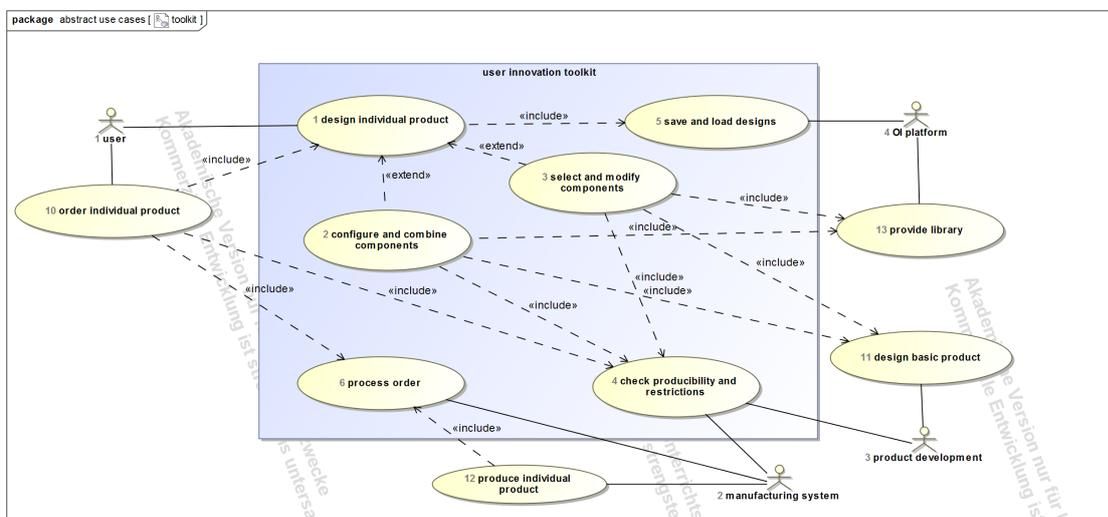 package abstract use cases [ toolkit ]
user innovation toolkit
1 design individual product
«include»
5 save and load designs
1 user
4 OI platform
«include»
«extend»
3 select and modify
components
«extend»
«include»
10 order individual product
2 configure and combine
components
«include»
13 provide library
«include»
«include»
«include»
«include»
«include»
«include»
11 design basic product
6 process order
4 check producibility and
restrictions
«include»
3 product development
12 produce individual
product
2 manufacturing system
Akademische Version
Entwicklung ist
zwecke
Akademische Version nur für
Entwicklung ist